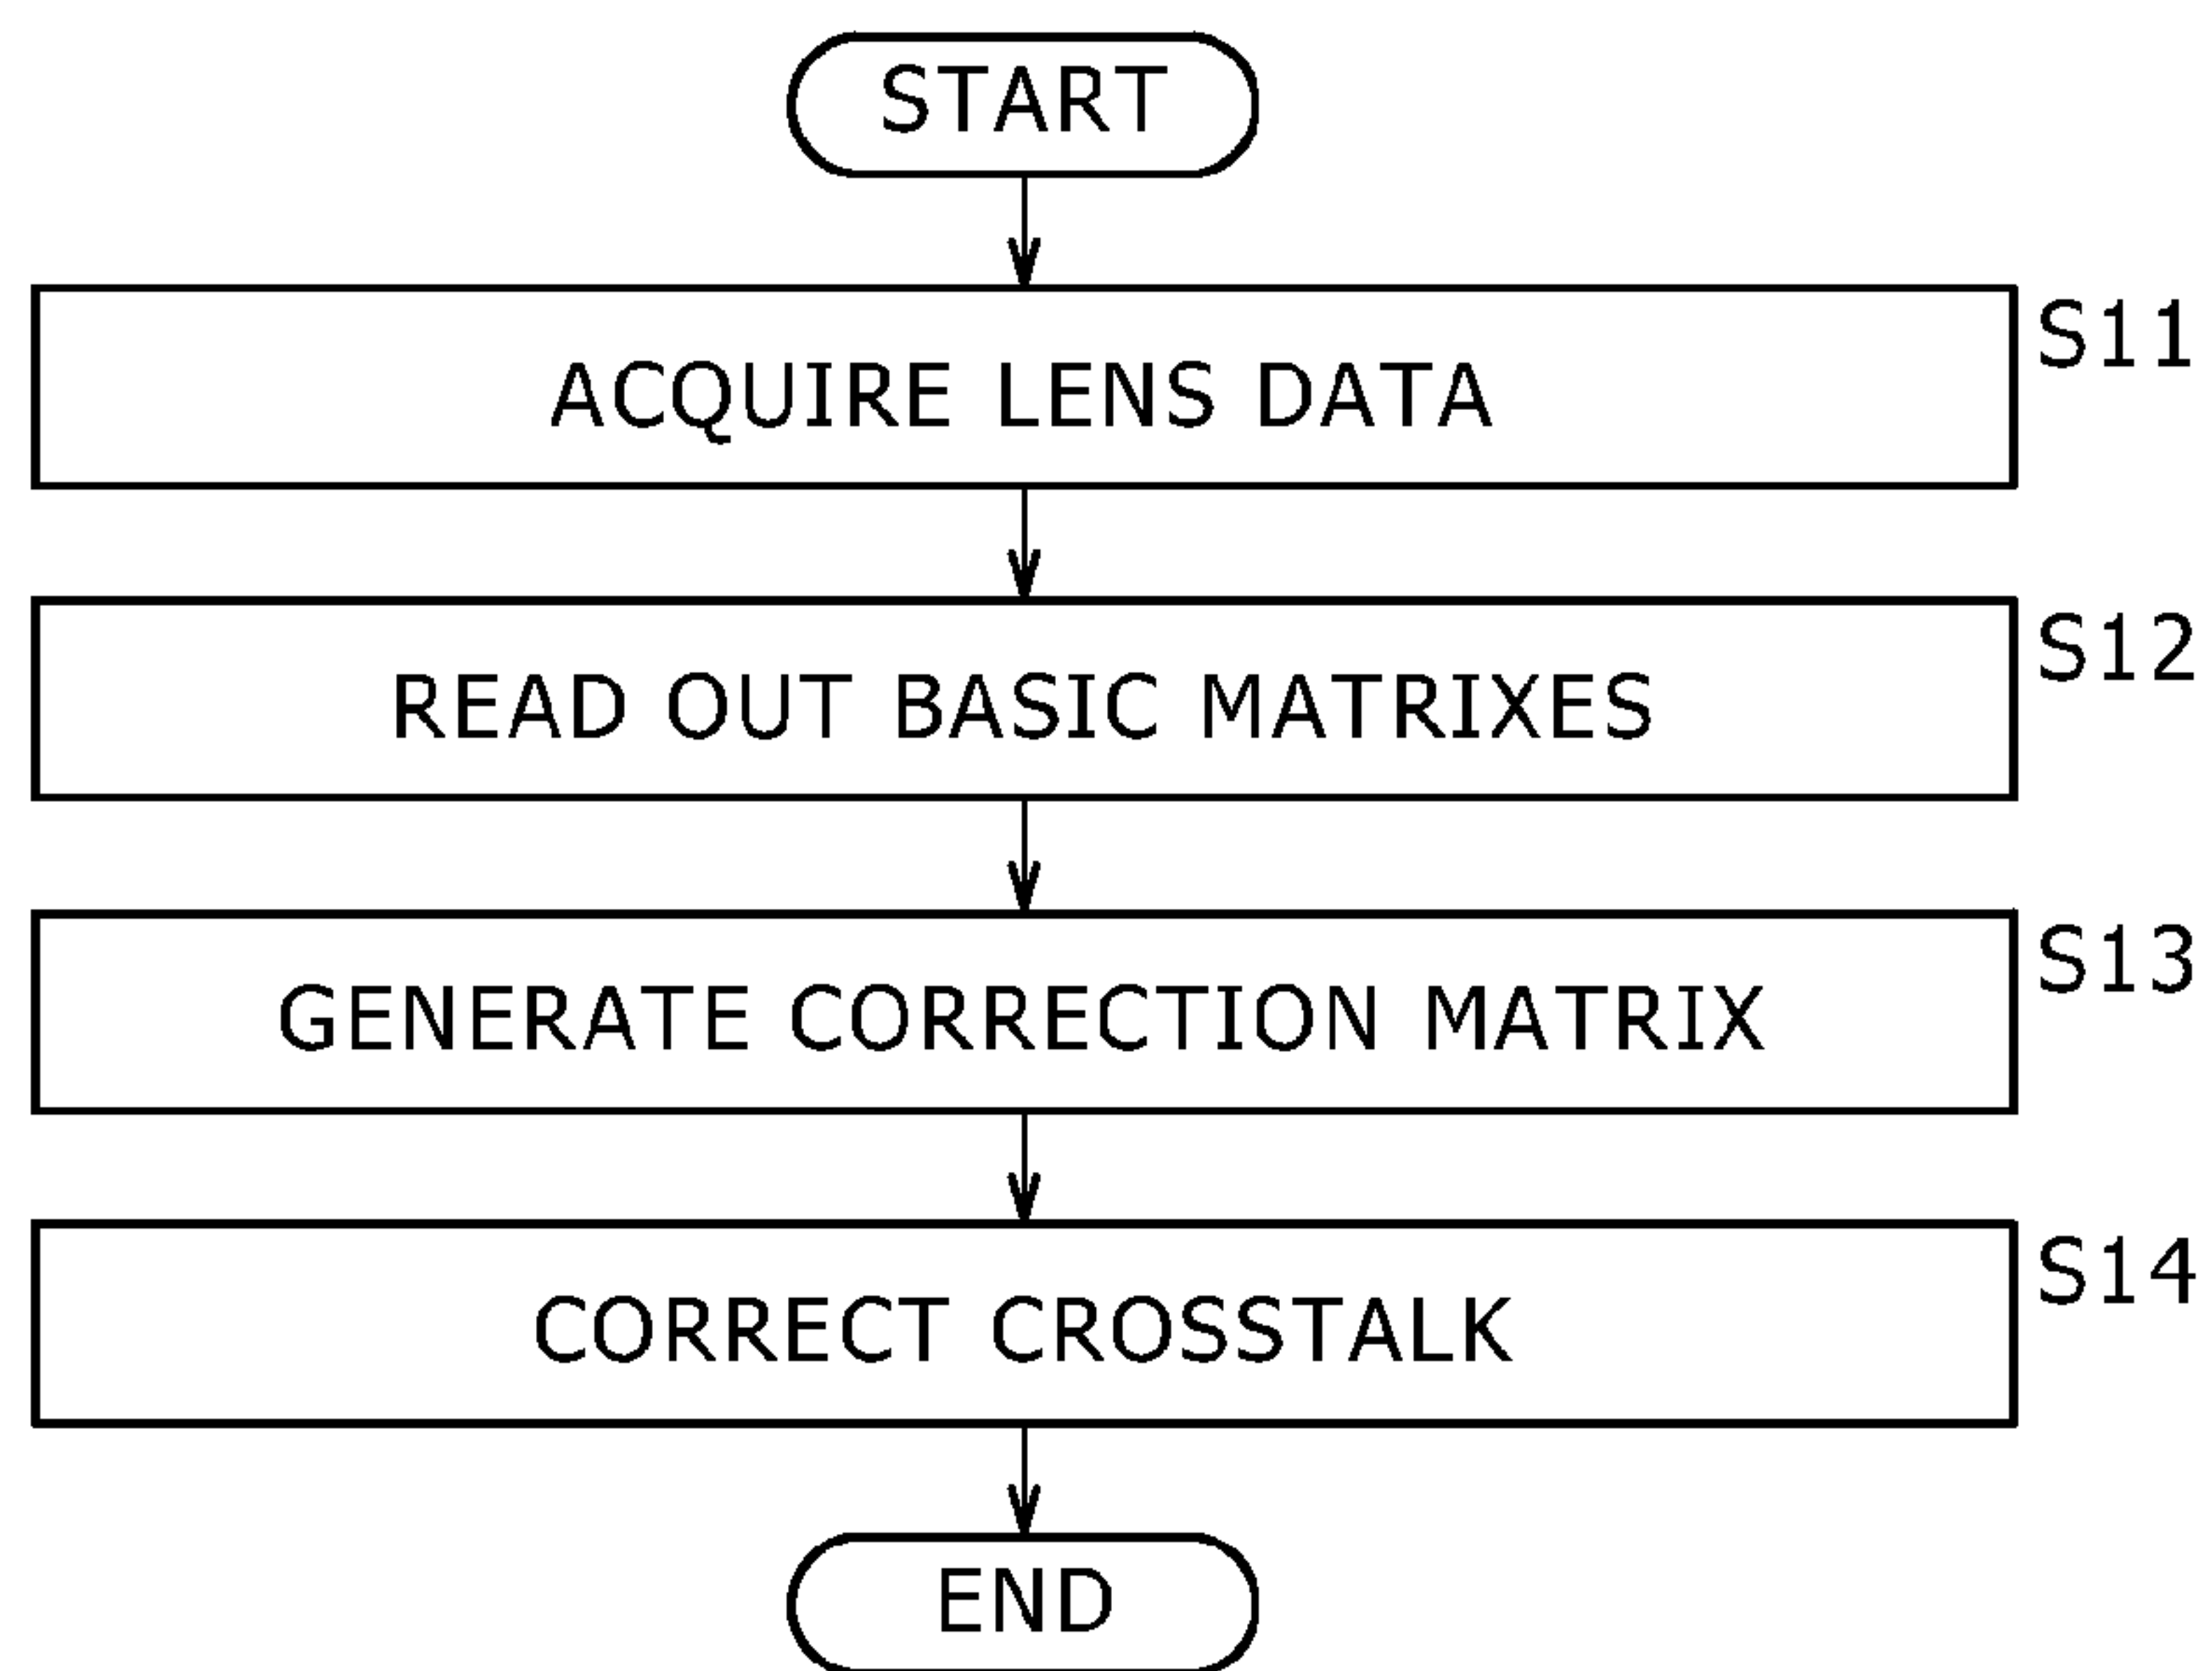 START
ACQUIRE LENS DATA
S11
READ OUT BASIC MATRIXES
S12
GENERATE CORRECTION MATRIX
S13
CORRECT CROSSTALK
S14
END